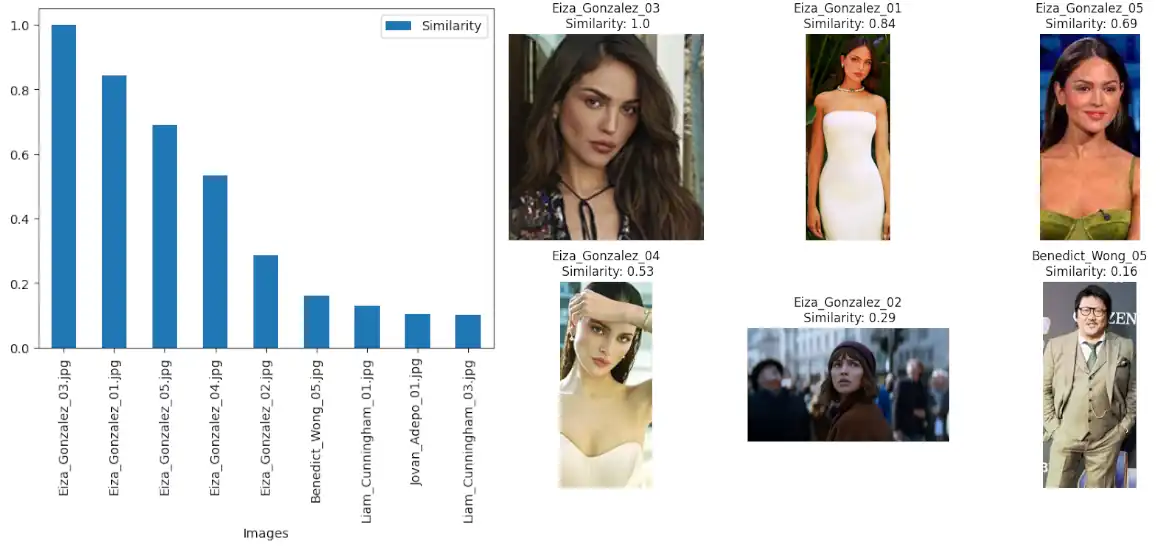 1.0
0.8
0.6
0.4
0.2
0.0
Similarity
Eiza_Gonzalez_03.jpg
Eiza_Gonzalez_01.jpg
Eiza_Gonzalez_05.jpg
Eiza_Gonzalez_04.jpg
Eiza_Gonzalez_02.jpg
Benedict_Wong_05.jpg
Liam_Cunningham_01.jpg
Jovan_Adepo_01.jpg
Liam_Cunningham_03.jpg
Images
Eiza_Gonzalez_03
Similarity: 1.0
Eiza_Gonzalez_01
Similarity: 0.84
Eiza_Gonzalez_05
Similarity: 0.69
Eiza_Gonzalez_04
Similarity: 0.53
Eiza_Gonzalez_02
Similarity: 0.29
Benedict_Wong_05
Similarity: 0.16